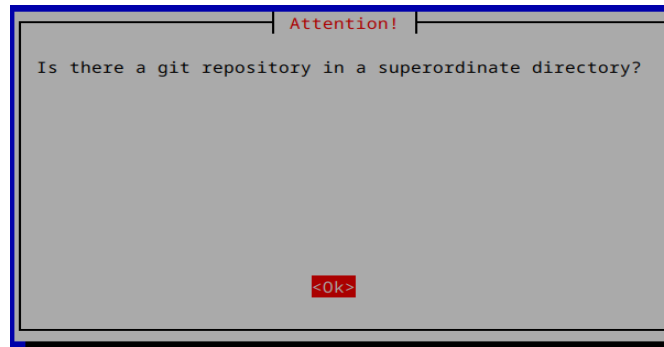 Attention!
Is there a git repository in a superordinate directory?
<Ok>